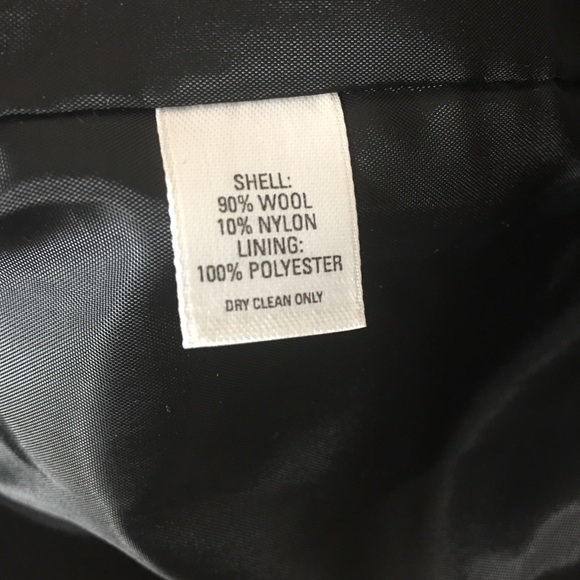 SHELL:
90% WOOL
10% NYLON
LINING:
100% POLYESTER
DRY CLEAN ONLY